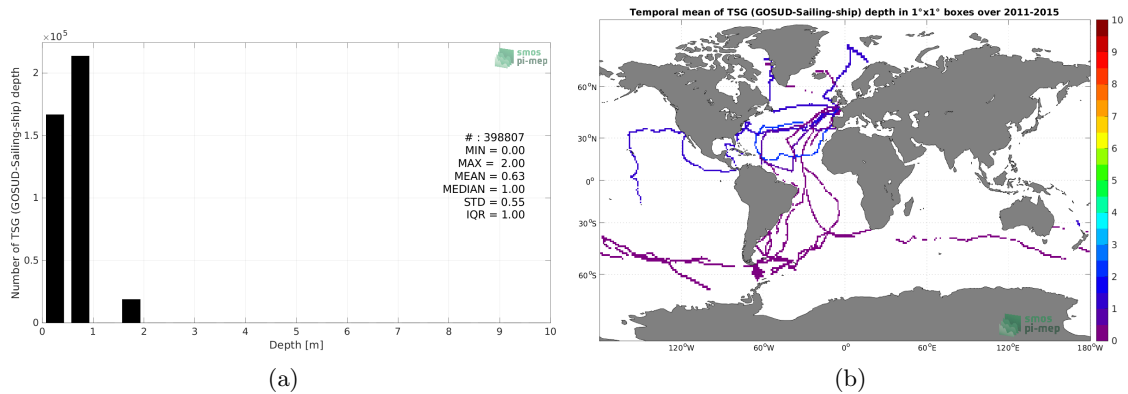 ×10⁵
2
1.5
1
0.5
0
Number of TSG (GOSUD-Sailing-ship) depth
smos
pi-mep
# : 398807
MIN = 0.00
MAX = 2.00
MEAN = 0.63
MEDIAN = 1.00
STD = 0.55
IQR = 1.00
0 1 2 3 4 5 6 7 8 9 10
Depth [m]
(a)
Temporal mean of TSG (GOSUD-Sailing-ship) depth in 1°x1° boxes over 2011-2015
60°N
30°N
0°
30°S
60°S
smos
pi-mep
120°W 60°W 0° 60°E 120°E 180°W
10
9
8
7
6
5
4
3
2
1
0
(b)